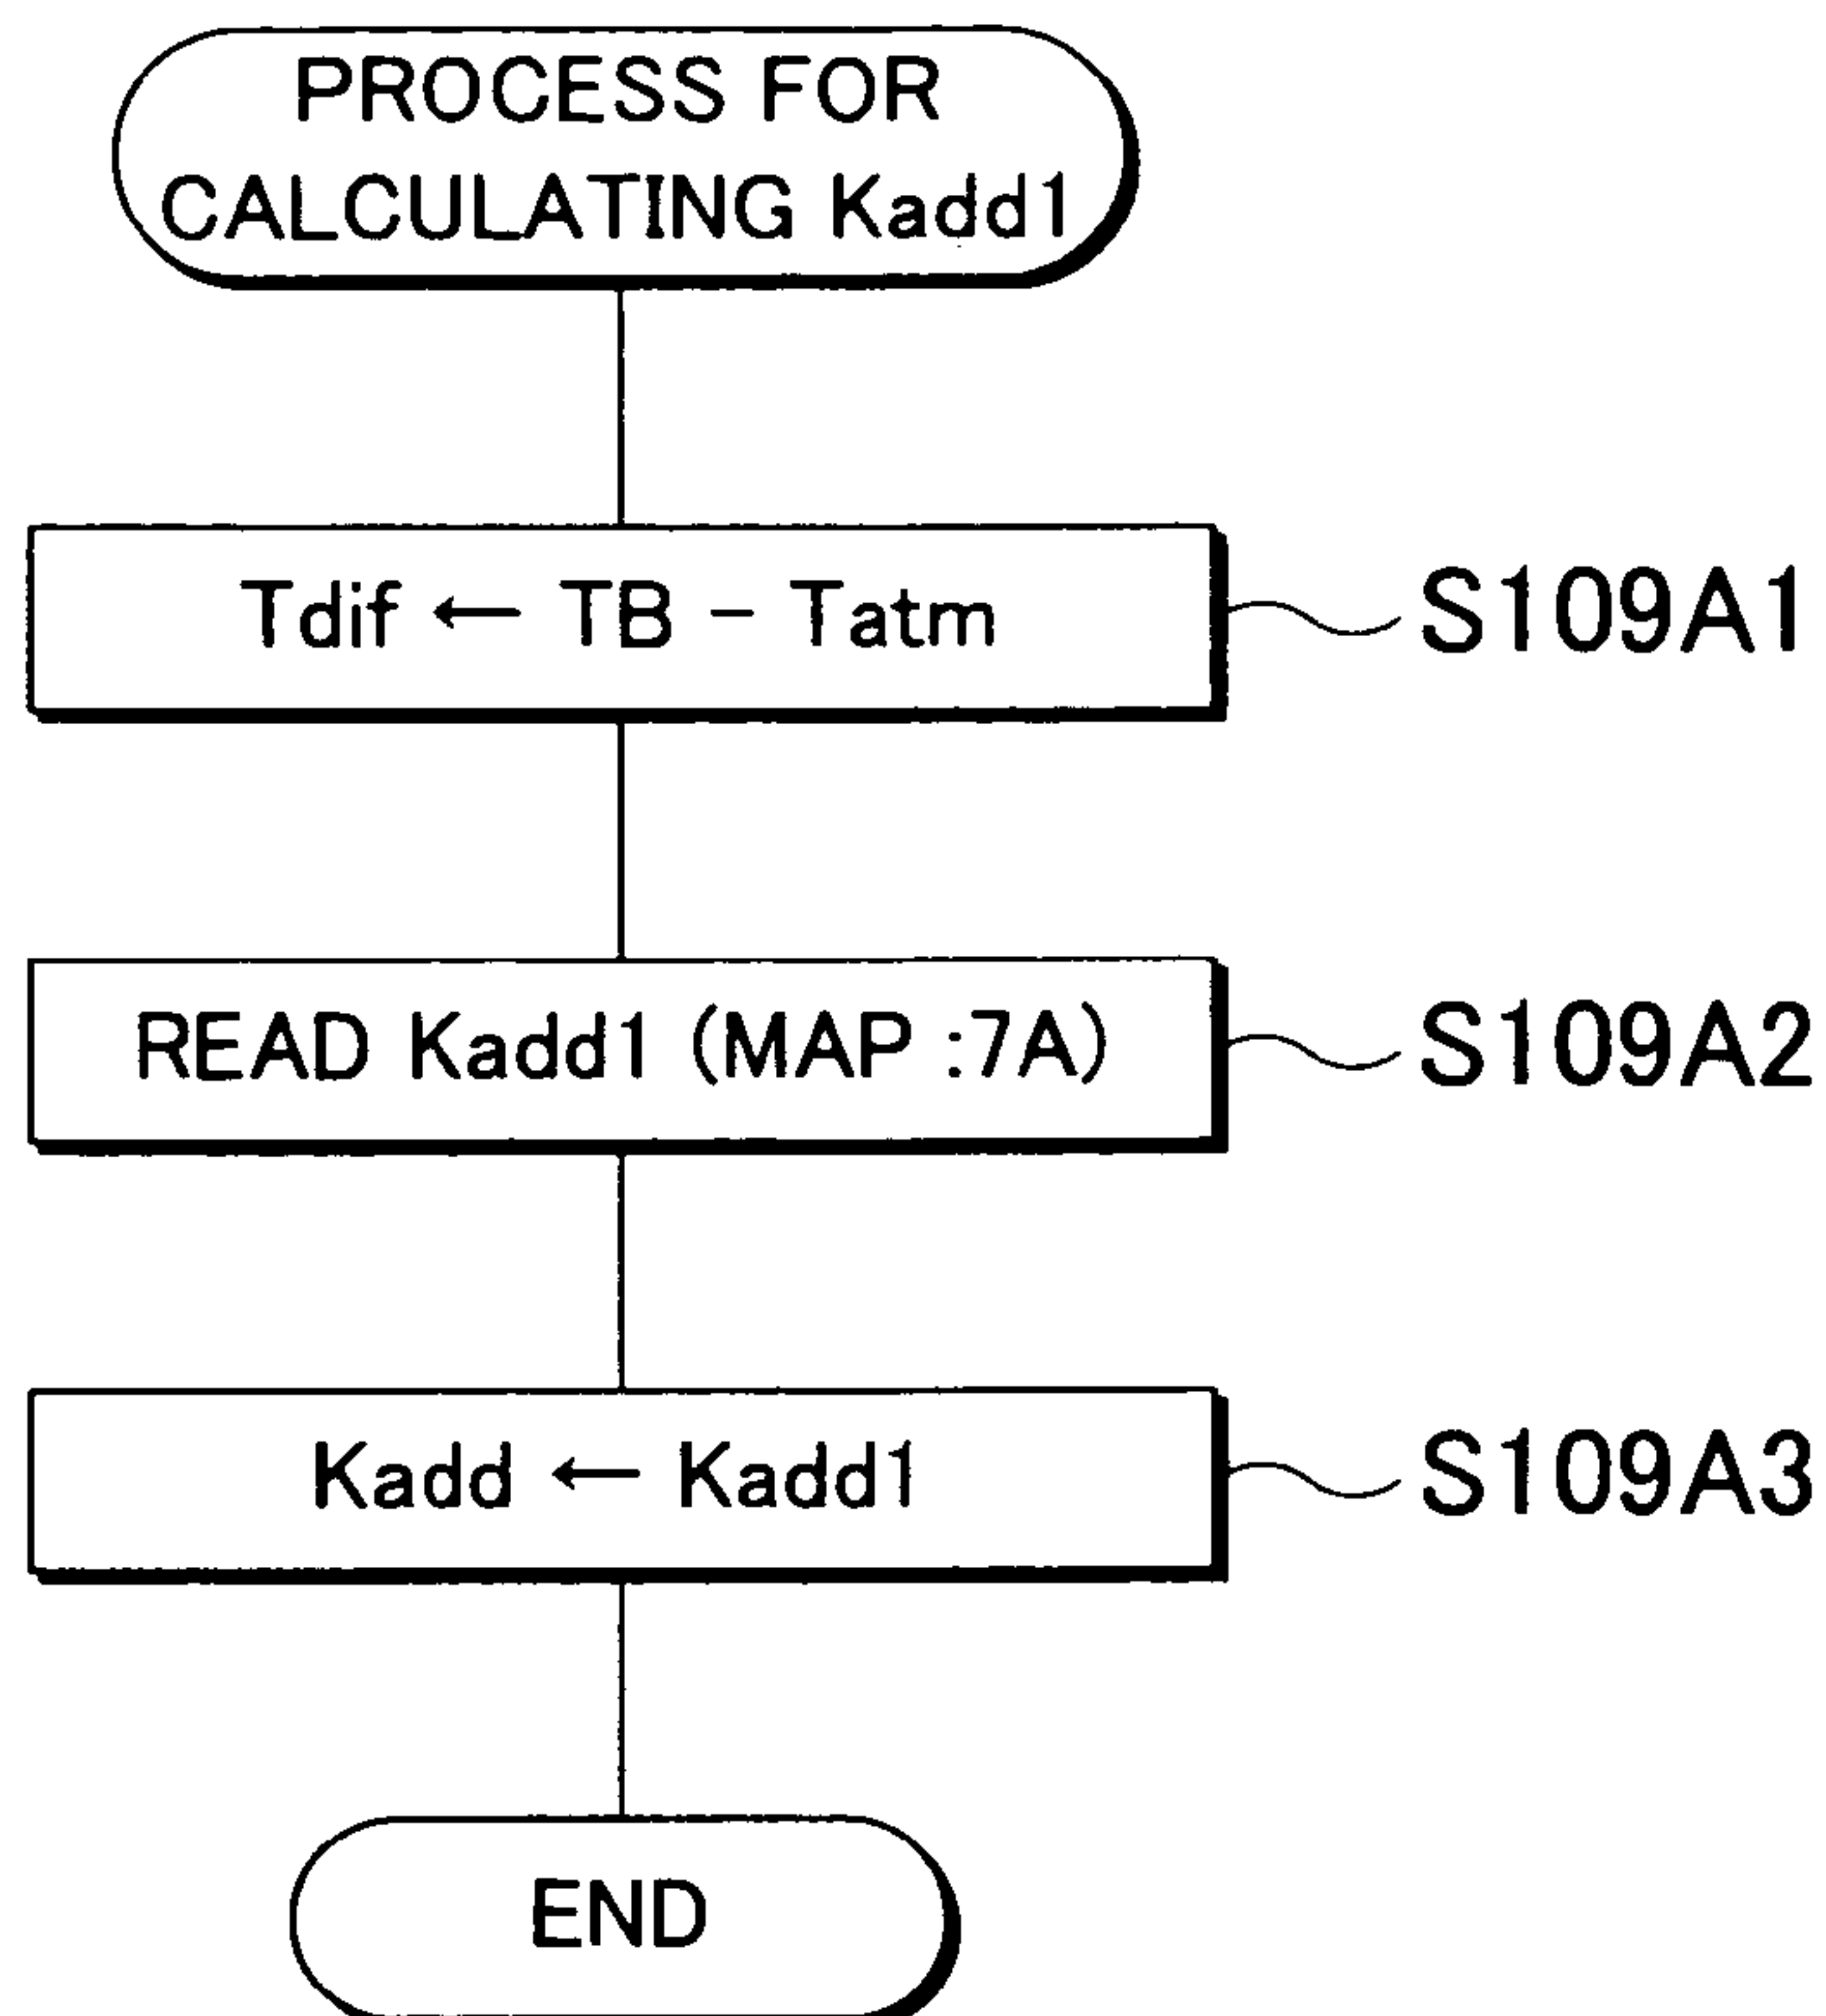 PROCESS FOR
CALCULATING Kadd1
Tdif ← TB − Tatm
S109A1
READ Kadd1 (MAP :7A)
S109A2
Kadd ← Kadd1
S109A3
END